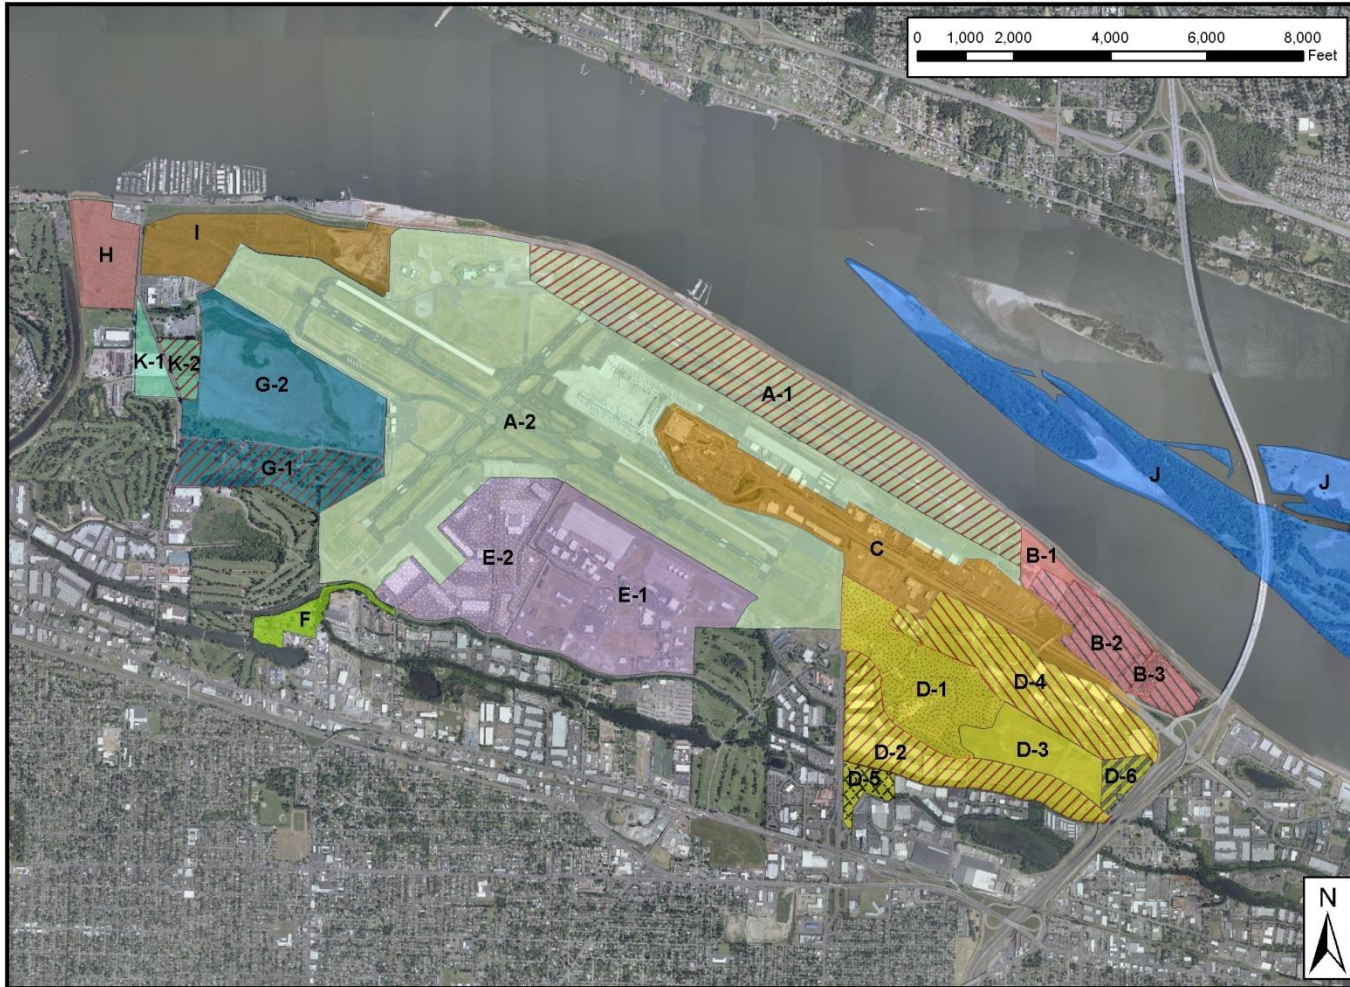 0 1,000 2,000 4,000 6,000 8,000
Feet
H
I
K-1
K-2
G-2
G-1
A-2
A-1
J
J
E-2
E-1
F
C
B-1
B-2
B-3
D-1
D-4
D-2
D-3
D-5
D-6
N